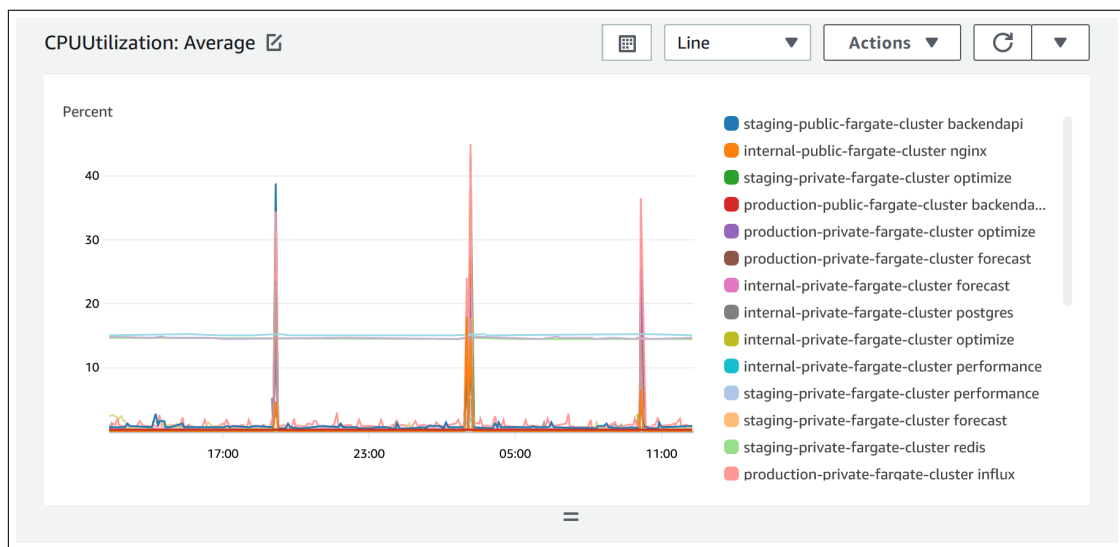 CPUUtilization: Average
Line
Actions
Percent
40
30
20
10
17:00
23:00
05:00
11:00
staging-public-fargate-cluster backendapi
internal-public-fargate-cluster nginx
staging-private-fargate-cluster optimize
production-public-fargate-cluster backenda...
production-private-fargate-cluster optimize
production-private-fargate-cluster forecast
internal-private-fargate-cluster forecast
internal-private-fargate-cluster postgres
internal-private-fargate-cluster optimize
internal-private-fargate-cluster performance
staging-private-fargate-cluster performance
staging-private-fargate-cluster forecast
staging-private-fargate-cluster redis
production-private-fargate-cluster influx